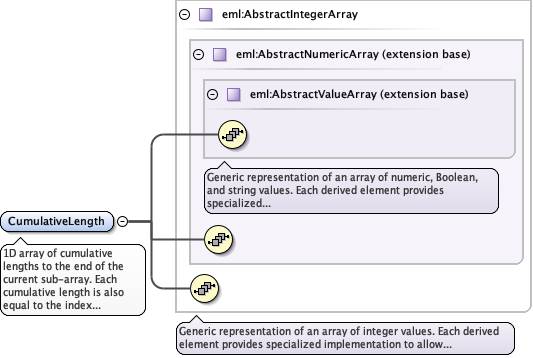 eml:AbstractIntegerArray
eml:AbstractNumericArray (extension base)
eml:AbstractValueArray (extension base)
Generic representation of an array of numeric, Boolean,
and string values. Each derived element provides
specialized...
CumulativeLength
1D array of cumulative
lengths to the end of the
current sub-array. Each
cumulative length is also
equal to the index...
Generic representation of an array of integer values. Each derived
element provides specialized implementation to allow...